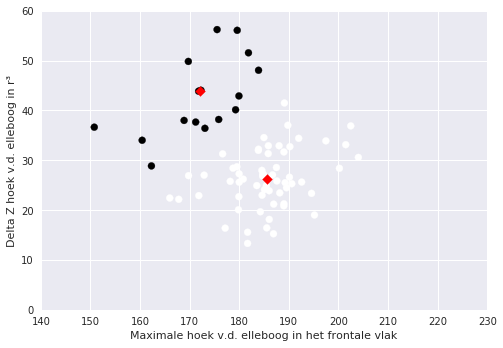 60
50
40
30
20
10
0
Delta Z hoek v.d. elleboog in r³
140 150 160 170 180 190 200 210 220 230
Maximale hoek v.d. elleboog in het frontale vlak